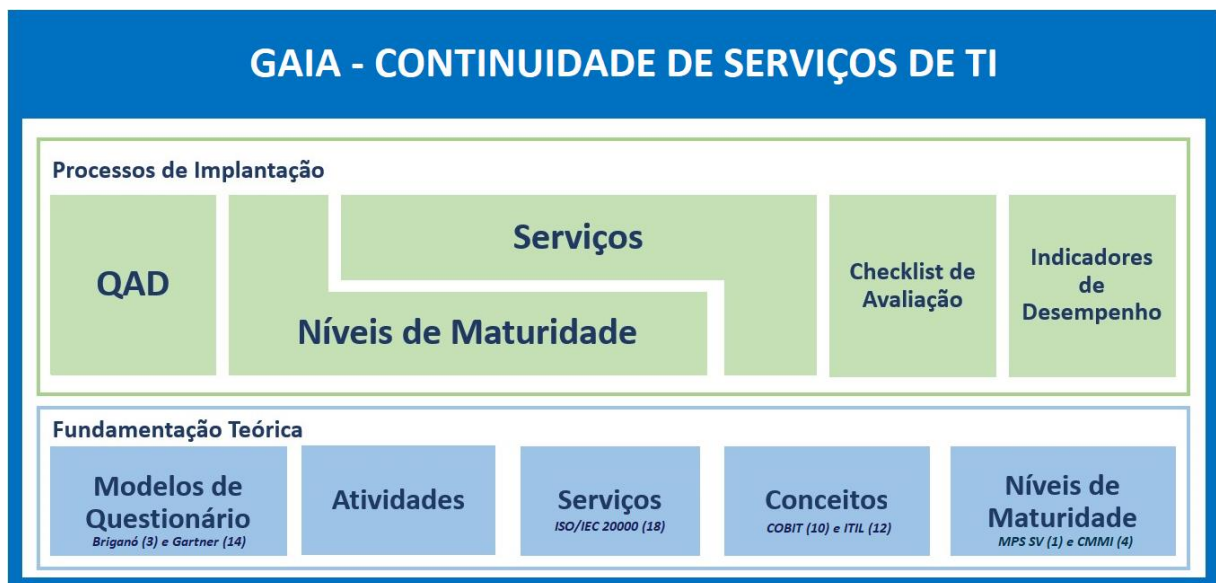 GAIA - CONTINUIDADE DE SERVIÇOS DE TI
Processos de Implantação
QAD
Níveis de Maturidade
Serviços
Checklist de
Avaliação
Indicadores
de
Desempenho
Fundamentação Teórica
Modelos de
Questionário
Briganó (3) e Gartner (14)
Atividades
Serviços
ISO/IEC 20000 (18)
Conceitos
COBIT (10) e ITIL (12)
Níveis de
Maturidade
MPS SV (1) e CMMI (4)